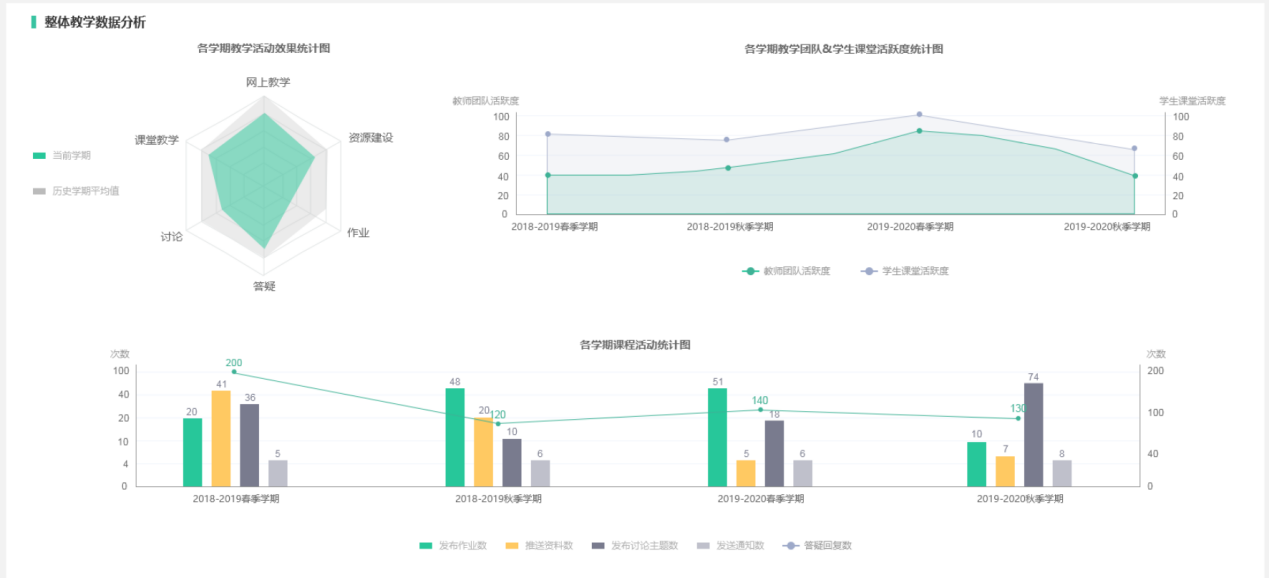 整体教学数据分析
各学期教学活动效果统计图
网上教学
资源建设
作业
答疑
讨论
课堂教学
当前学期
历史学期平均值
各学期教学团队&学生课堂活跃度统计图
教师团队活跃度
学生课堂活跃度
100 100
80 80
60 60
40 40
20 20
0 0
2018-2019春季学期 2018-2019秋季学期 2019-2020春季学期 2019-2020秋季学期
教师团队活跃度 学生课堂活跃度
各学期课程活动统计图
次数 次数
100
40
20
10
4
0
200
100
40
0
200
20 41 36 5
120
48 20 10 6
140
51 5 18 6
130
10 7 74 8
2018-2019春季学期 2018-2019秋季学期 2019-2020春季学期 2019-2020秋季学期
发布作业数 推送资料数 发布讨论主题数 发送通知数 答疑回复数